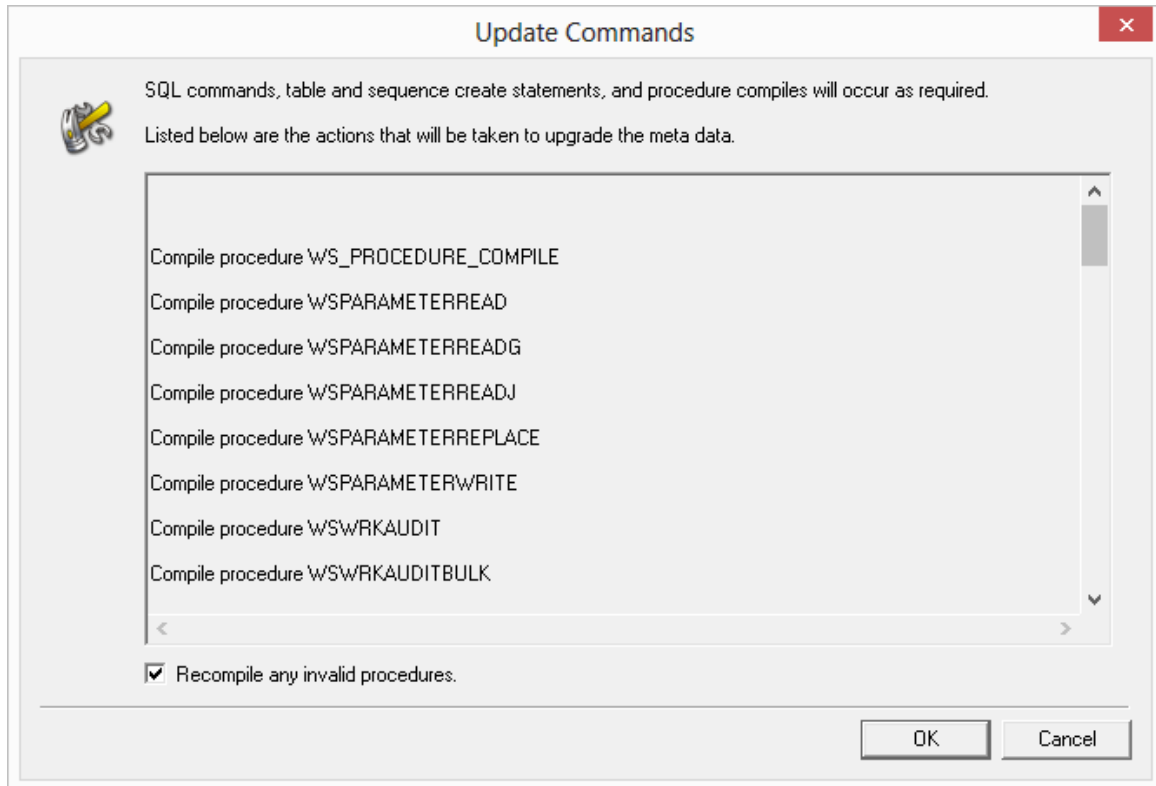 Update Commands
SQL commands, table and sequence create statements, and procedure compiles will occur as required.
Listed below are the actions that will be taken to upgrade the meta data.
Compile procedure WS_PROCEDURE_COMPILE
Compile procedure WSPARAMETERREAD
Compile procedure WSPARAMETERREADG
Compile procedure WSPARAMETERREADJ
Compile procedure WSPARAMETERREPLACE
Compile procedure WSPARAMETERWRITE
Compile procedure WSWRKAUDIT
Compile procedure WSWRKAUDITBULK
Recompile any invalid procedures.
OK Cancel